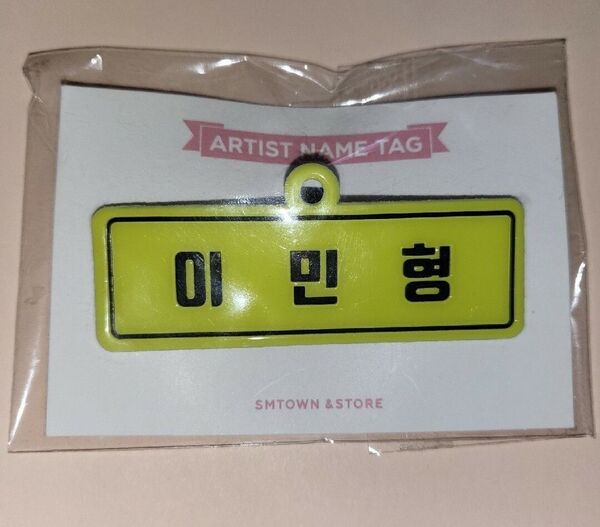 ARTIST NAME TAG
이민형
SMTOWN &STORE